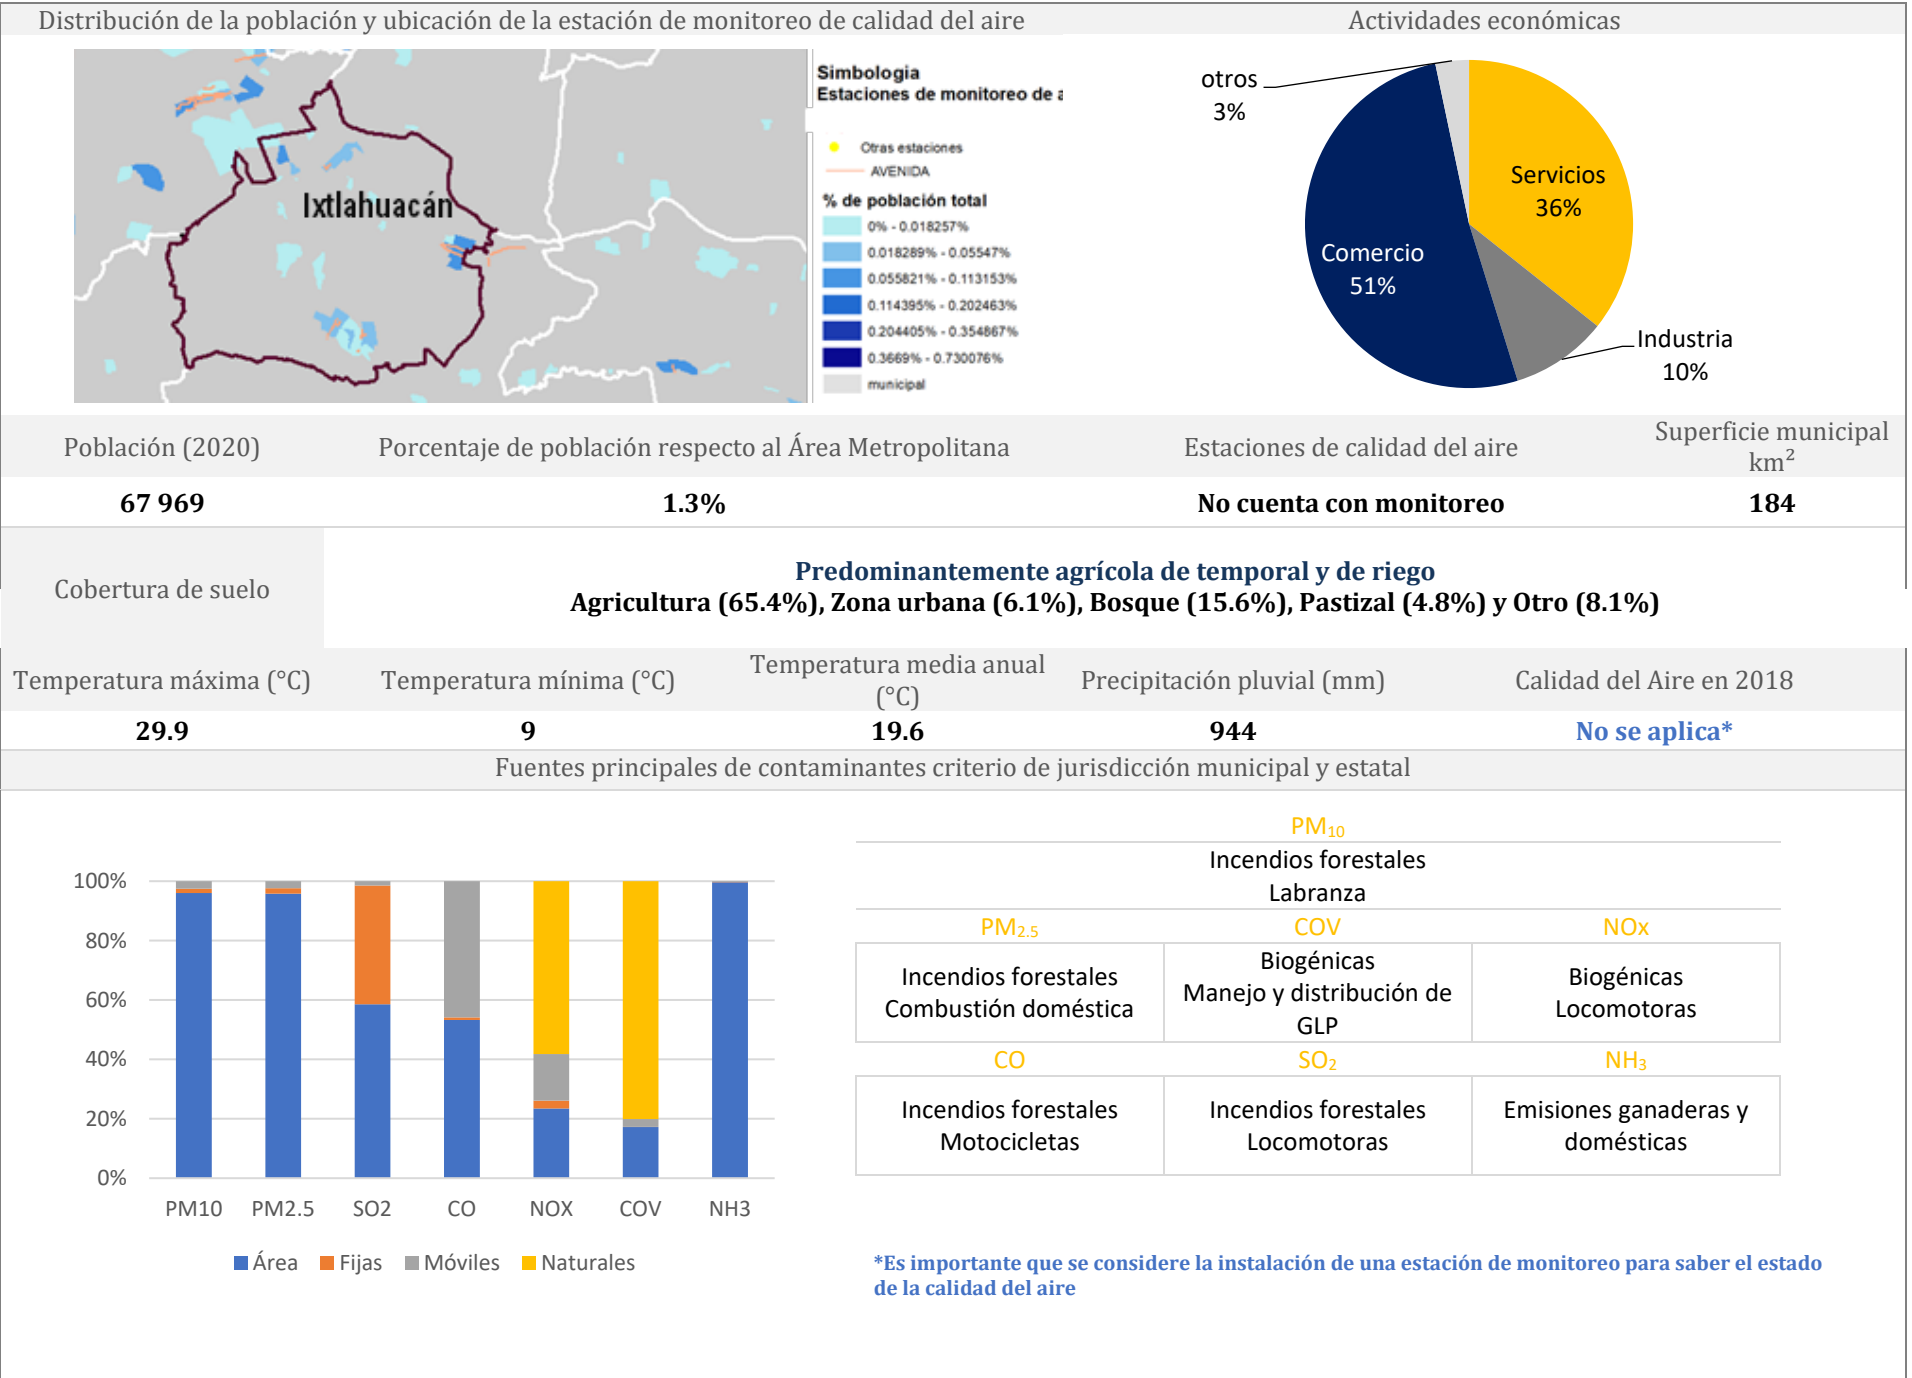 Distribución de la población y ubicación de la estación de monitoreo de calidad del aire
Actividades económicas
Ixtlahuacán
Simbologia
Estaciones de monitoreo de a
Otras estaciones
AVENIDA
% de población total
0% - 0.018257%
0.018289% - 0.05547%
0.055821% - 0.113153%
0.114395% - 0.202463%
0.204405% - 0.354867%
0.3669% - 0.730076%
municipal
otros
3%
Servicios
36%
Comercio
51%
Industria
10%
Población (2020)
Porcentaje de población respecto al Área Metropolitana
Estaciones de calidad del aire
Superficie municipal
km²
67 969
1.3%
No cuenta con monitoreo
184
Cobertura de suelo
Predominantemente agrícola de temporal y de riego
Agricultura (65.4%), Zona urbana (6.1%), Bosque (15.6%), Pastizal (4.8%) y Otro (8.1%)
Temperatura máxima (°C)
Temperatura mínima (°C)
Temperatura media anual
(°C)
Precipitación pluvial (mm)
Calidad del Aire en 2018
29.9
9
19.6
944
No se aplica*
Fuentes principales de contaminantes criterio de jurisdicción municipal y estatal
100%
80%
60%
40%
20%
0%
PM10
PM2.5
SO2
CO
NOX
COV
NH3
Área
Fijas
Móviles
Naturales
PM₁₀
Incendios forestales
Labranza
PM₂.₅
COV
NOx
Incendios forestales
Combustión doméstica
Biogénicas
Manejo y distribución de
GLP
Biogénicas
Locomotoras
CO
SO₂
NH₃
Incendios forestales
Motocicletas
Incendios forestales
Locomotoras
Emisiones ganaderas y
domésticas
*Es importante que se considere la instalación de una estación de monitoreo para saber el estado
de la calidad del aire